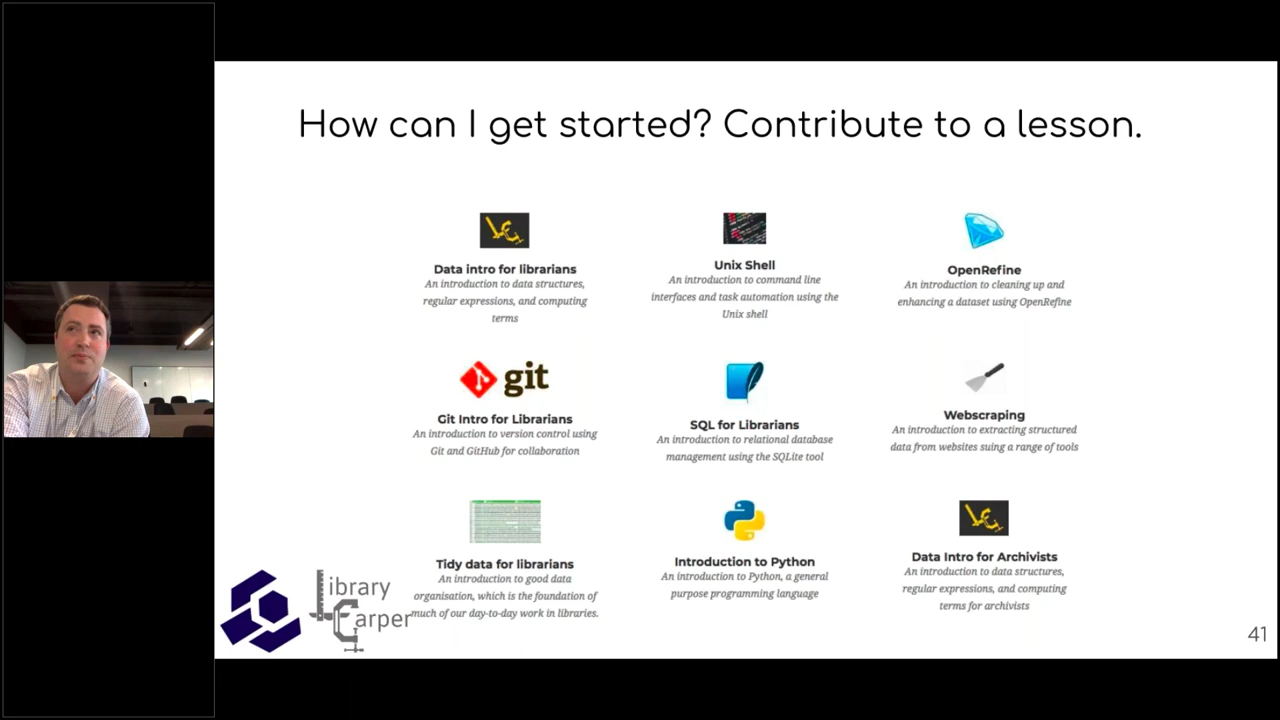 How can I get started? Contribute to a lesson.
Data intro for librarians
An introduction to data structures,
regular expressions, and computing
terms
Unix Shell
An introduction to command line
interfaces and task automation using the
Unix shell
OpenRefine
An introduction to cleaning up and
enhancing a dataset using OpenRefine
git
Git Intro for Librarians
An introduction to version control using
Git and GitHub for collaboration
SQL for Librarians
An introduction to relational database
management using the SQLite tool
Webscraping
An introduction to extracting structured
data from websites suing a range of tools
Tidy data for librarians
An introduction to good data
organisation, which is the foundation of
much of our day-to-day work in libraries.
Introduction to Python
An introduction to Python, a general
purpose programming language
Data Intro for Archivists
An introduction to data structures,
regular expressions, and computing
terms for archivists
Library
Carper
41